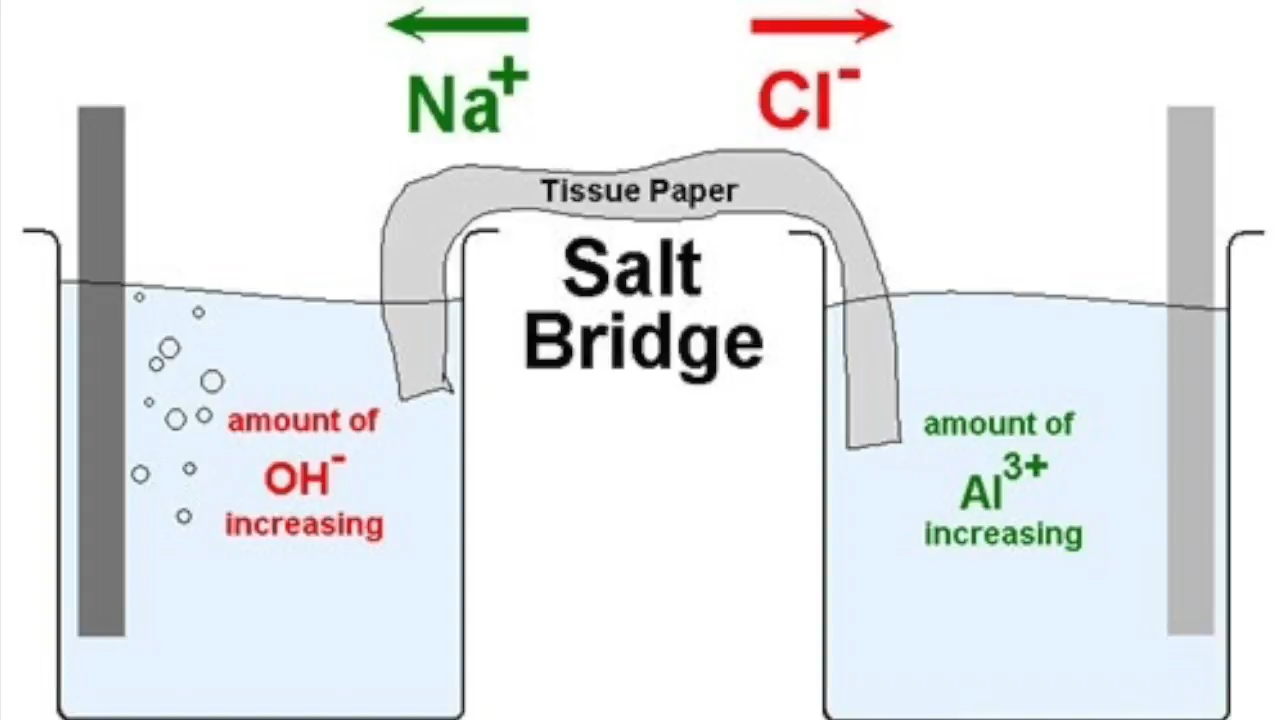 Na⁺
Cl⁻
Tissue Paper
Salt
Bridge
amount of
OH⁻
increasing
amount of
Al³⁺
increasing